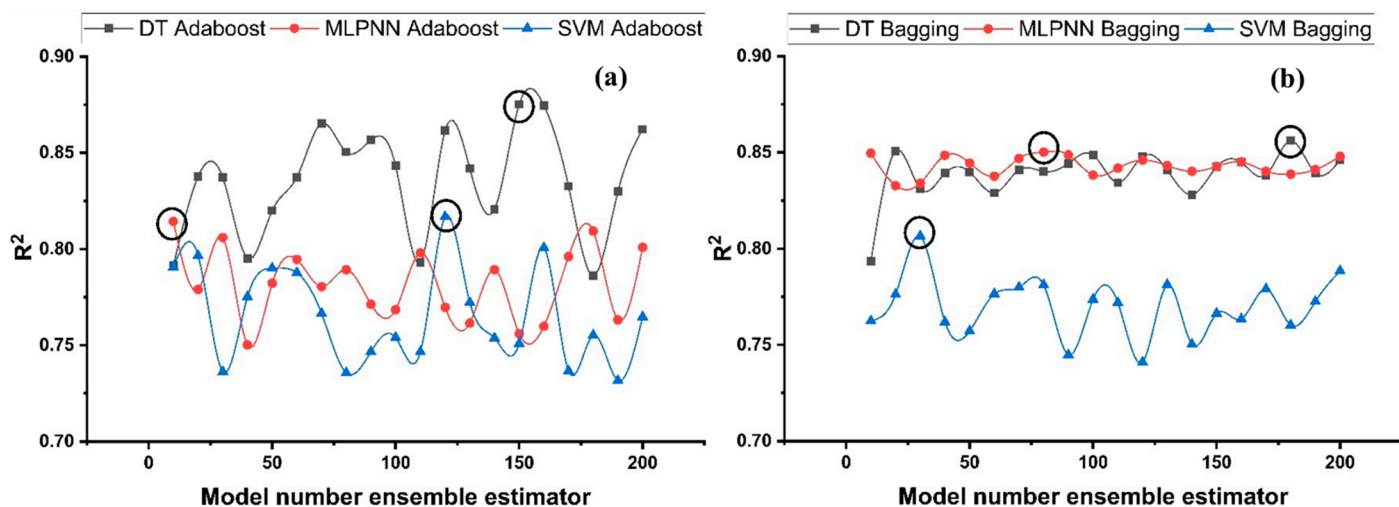 DT Adaboost MLPNN Adaboost SVM Adaboost
(a)
0.90
0.85
0.80
0.75
0.70
R²
0 50 100 150 200
Model number ensemble estimator
DT Bagging MLPNN Bagging SVM Bagging
(b)
0.90
0.85
0.80
0.75
0.70
R²
0 50 100 150 200
Model number ensemble estimator